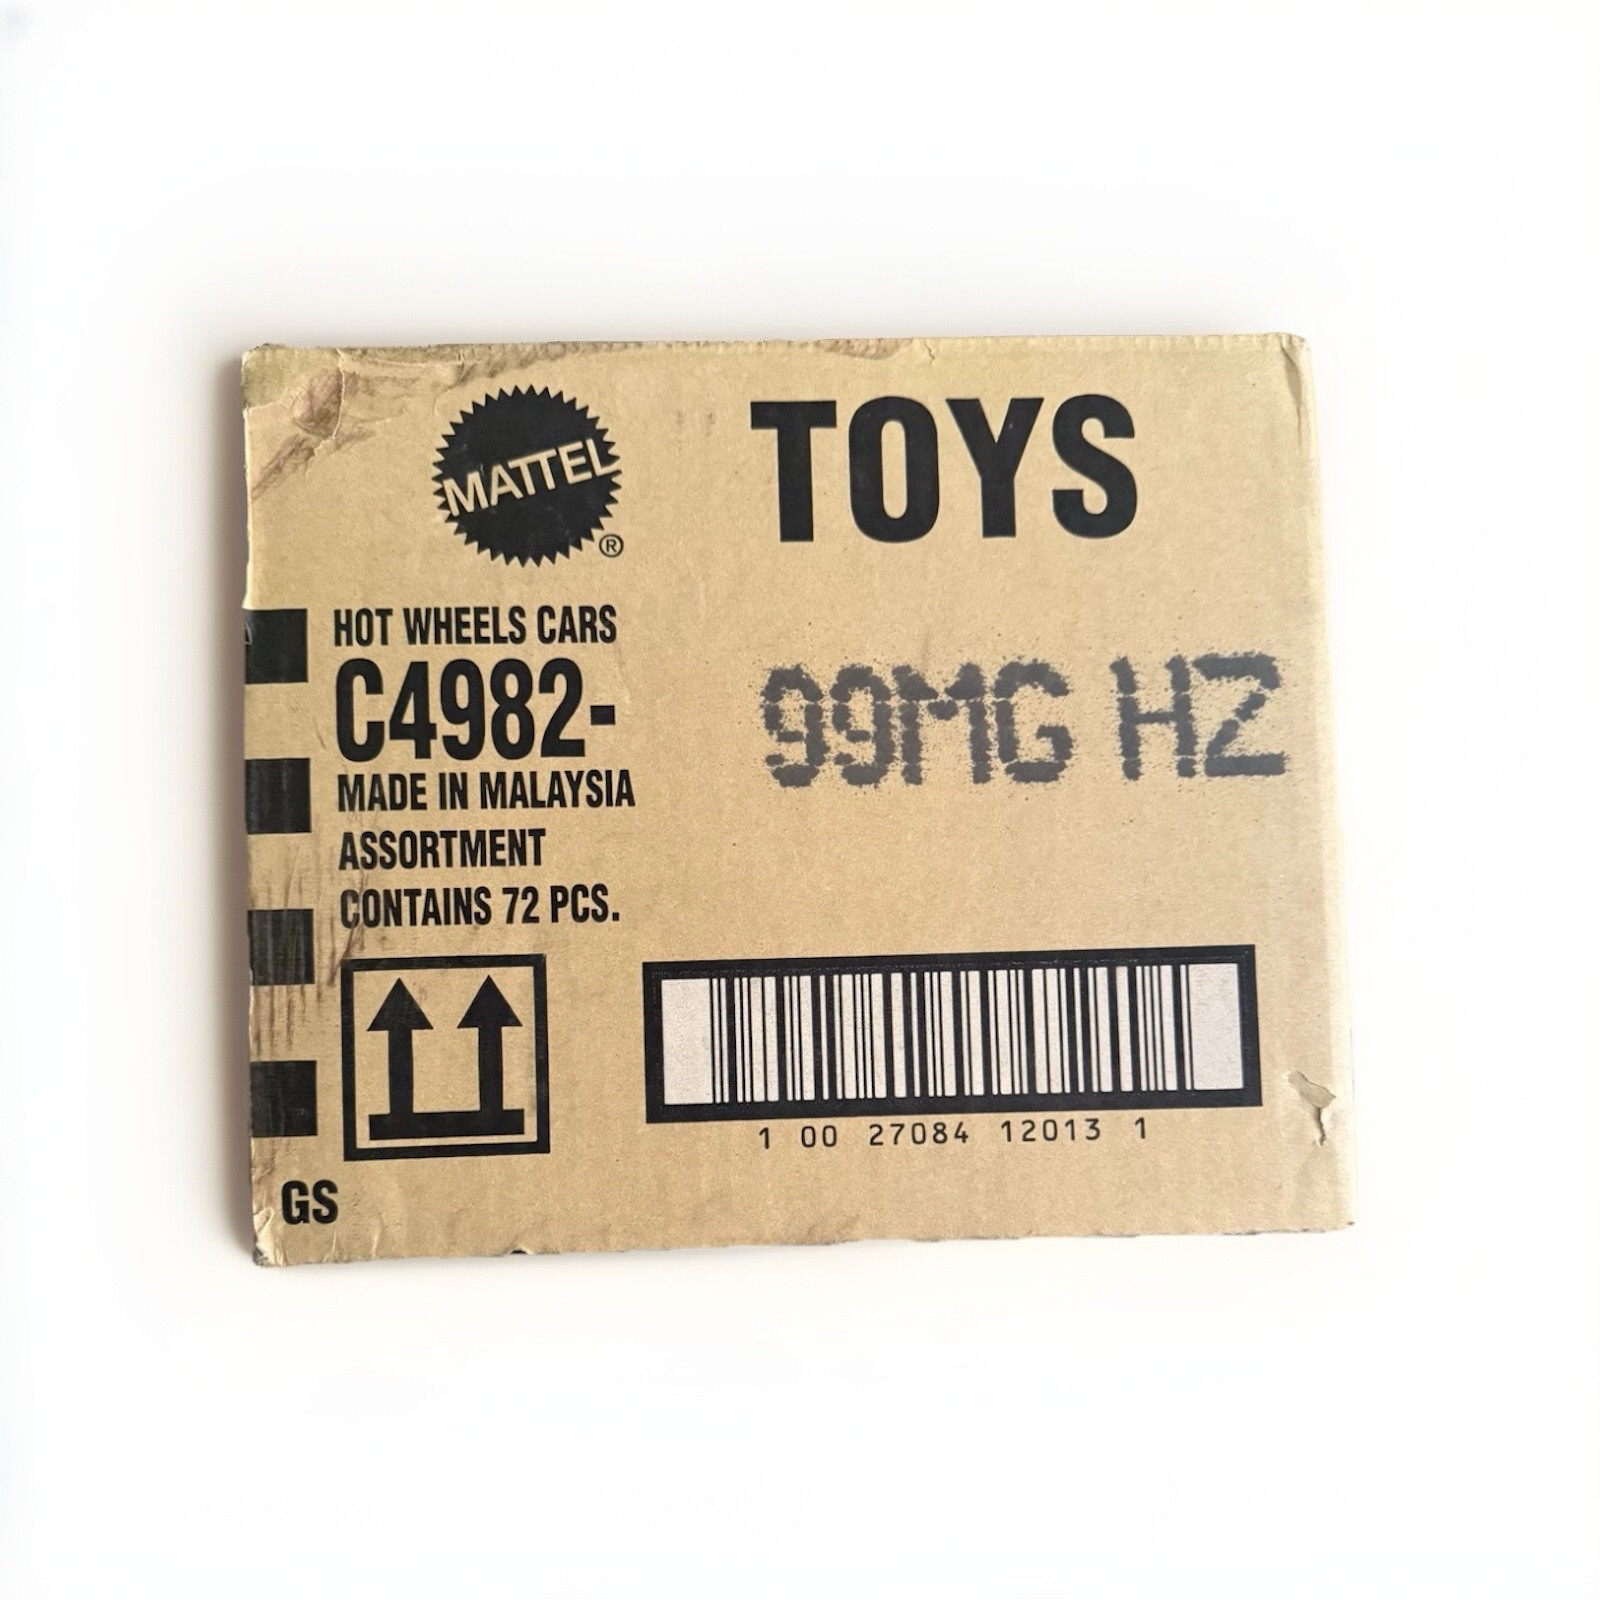 MATTEL
®
TOYS
HOT WHEELS CARS
C4982-
99MG HZ
MADE IN MALAYSIA
ASSORTMENT
CONTAINS 72 PCS.
1 00 27084 12013 1
GS